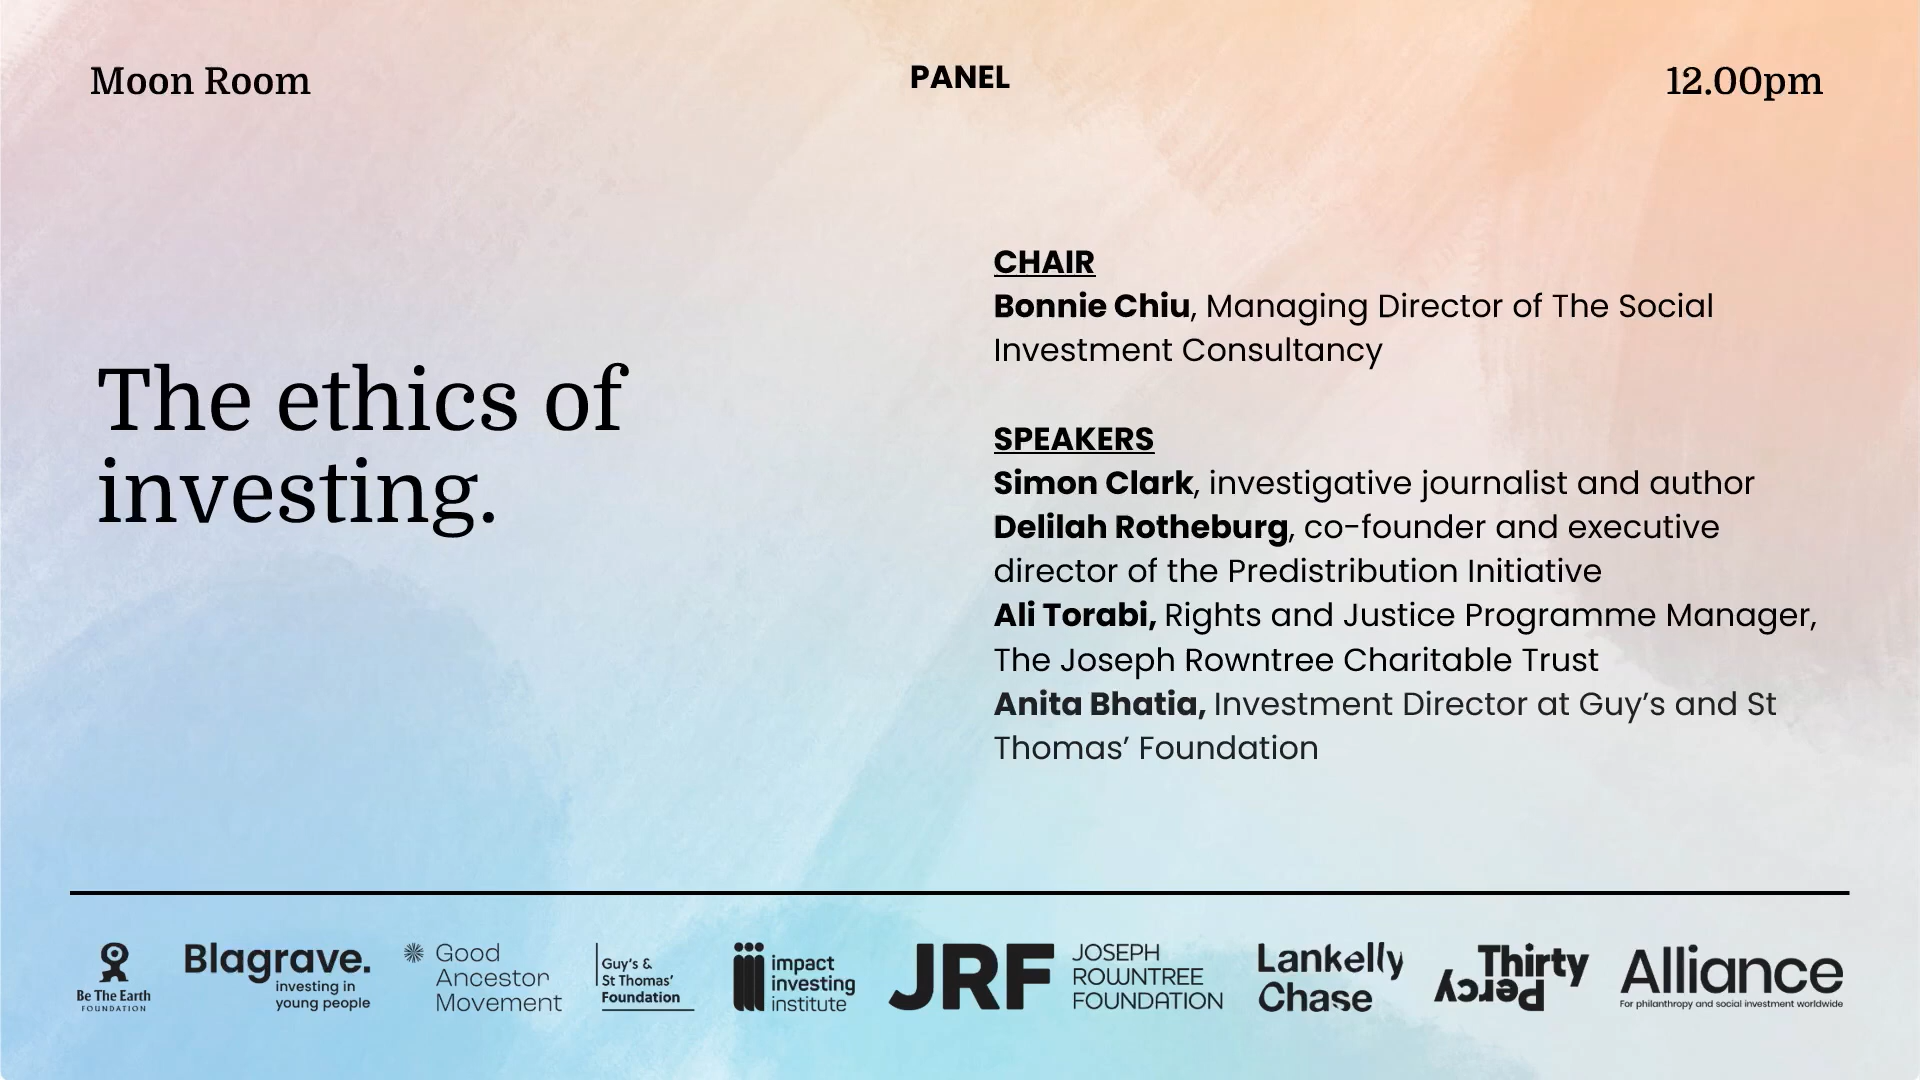 Moon Room
PANEL
12.00pm
The ethics of
investing.
CHAIR
Bonnie Chiu, Managing Director of The Social
Investment Consultancy
SPEAKERS
Simon Clark, investigative journalist and author
Delilah Rotheburg, co-founder and executive
director of the Predistribution Initiative
Ali Torabi, Rights and Justice Programme Manager,
The Joseph Rowntree Charitable Trust
Anita Bhatia, Investment Director at Guy’s and St
Thomas’ Foundation
Be The Earth
FOUNDATION
Blagrave.
investing in
young people
Good
Ancestor
Movement
Guy's &
St Thomas'
Foundation
impact
investing
institute
JRF
JOSEPH
ROWNTREE
FOUNDATION
Lankelly
Chase
Thirty
Percy
Alliance
For philanthropy and social investment worldwide